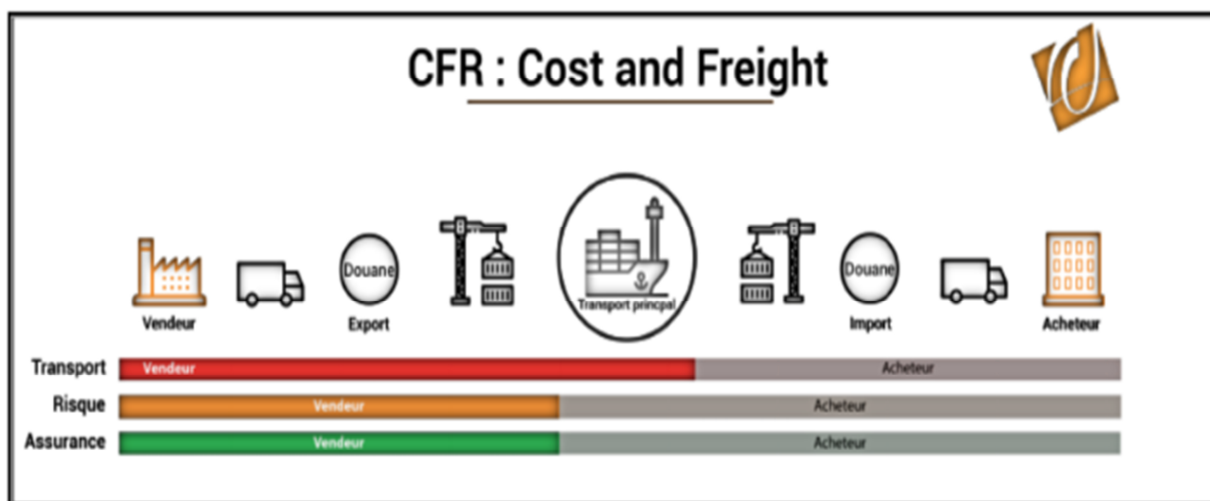 CFR : Cost and Freight
Douane
Douane
Transport princpal
Vendeur
Export
Import
Acheteur
Transport
Vendeur
Acheteur
Risque
Vendeur
Acheteur
Assurance
Vendeur
Acheteur